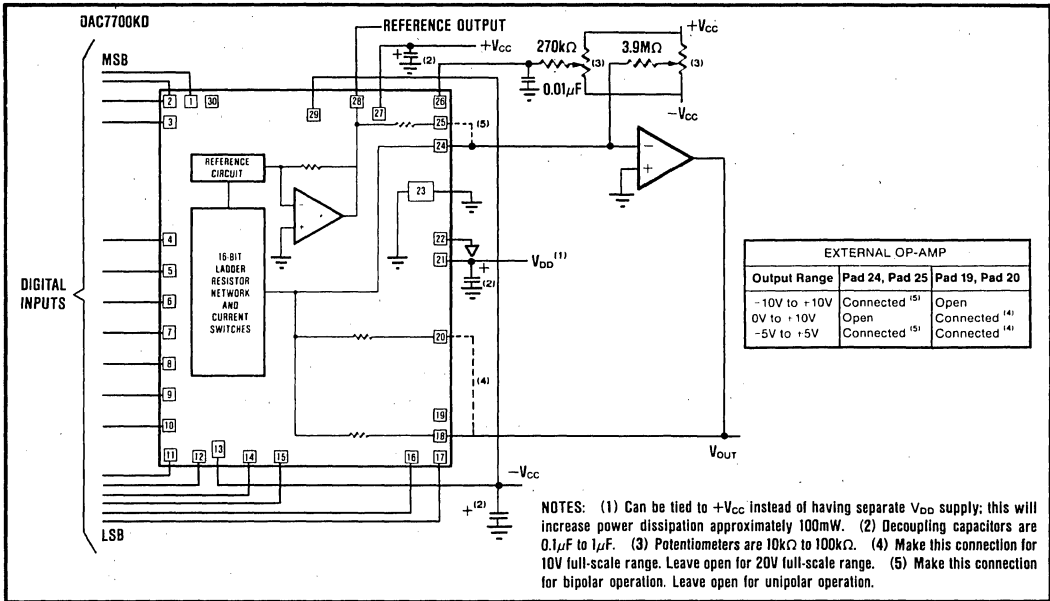 DAC7700KD
REFERENCE OUTPUT
+VCC
(2)
270kΩ
(3)
3.9MΩ
+VCC
(3)
0.01μF
−VCC
MSB
2
1
30
29
28
27
26
3
25
(5)
24
REFERENCE CIRCUIT
23
16-BIT
LADDER
RESISTOR
NETWORK
AND
CURRENT
SWITCHES
22
21
VDD (1)
(2)
DIGITAL
INPUTS
4
5
6
7
8
9
10
20
(4)
19
18
VOUT
11
12
13
14
15
16
17
−VCC
(2)
LSB
EXTERNAL OP-AMP
Output Range Pad 24, Pad 25 Pad 19, Pad 20
−10V to +10V Connected (5) Open
0V to +10V Open Connected (4)
−5V to +5V Connected (5) Connected (4)
NOTES: (1) Can be tied to +VCC instead of having separate VDD supply; this will
increase power dissipation approximately 100mW. (2) Decoupling capacitors are
0.1μF to 1μF. (3) Potentiometers are 10kΩ to 100kΩ. (4) Make this connection for
10V full-scale range. Leave open for 20V full-scale range. (5) Make this connection
for bipolar operation. Leave open for unipolar operation.